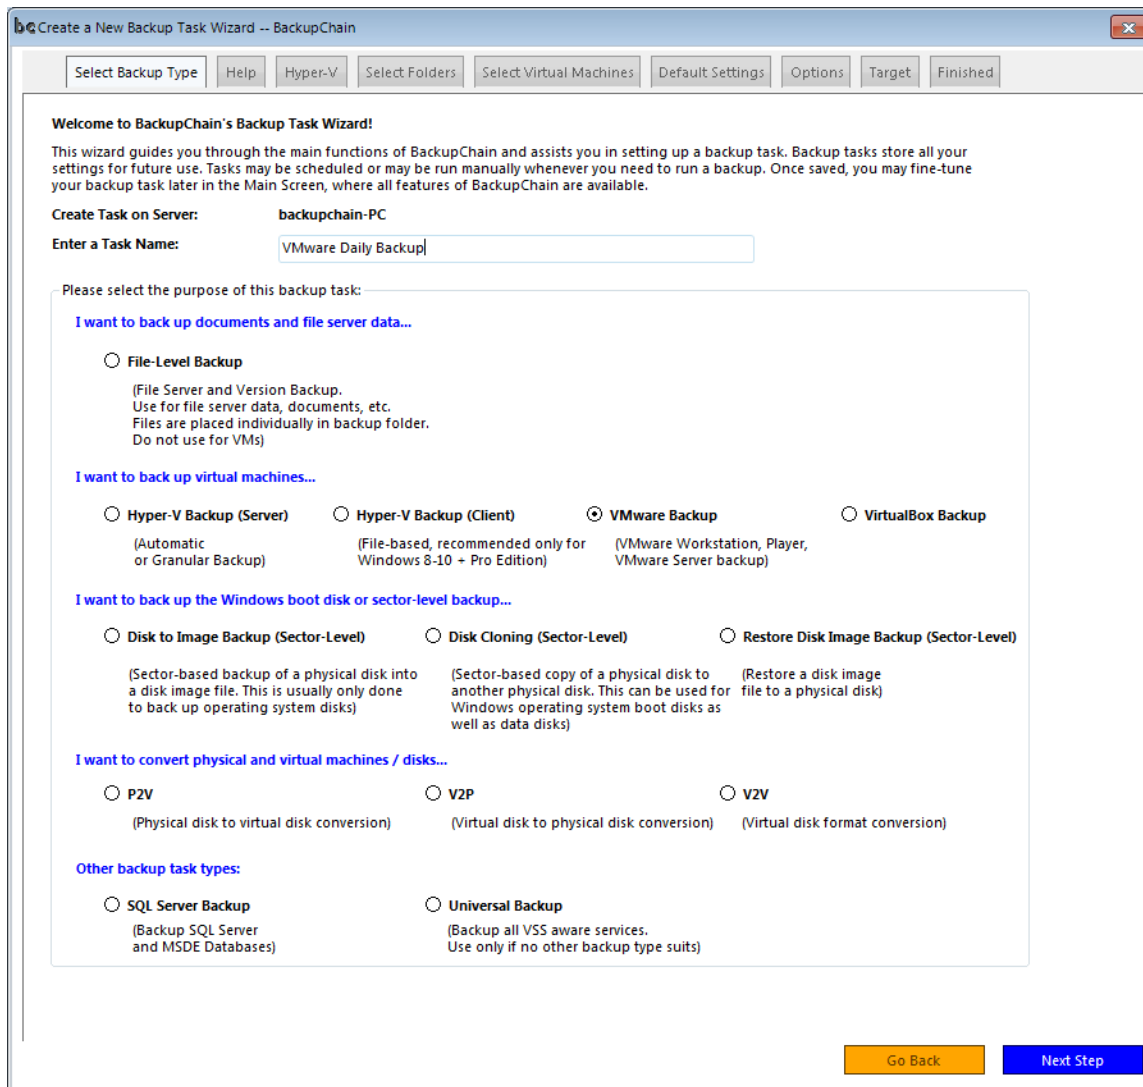 bc Create a New Backup Task Wizard -- BackupChain
Select Backup Type Help Hyper-V Select Folders Select Virtual Machines Default Settings Options Target Finished
Welcome to BackupChain's Backup Task Wizard!
This wizard guides you through the main functions of BackupChain and assists you in setting up a backup task. Backup tasks store all your
settings for future use. Tasks may be scheduled or may be run manually whenever you need to run a backup. Once saved, you may fine-tune
your backup task later in the Main Screen, where all features of BackupChain are available.
Create Task on Server: backupchain-PC
Enter a Task Name: VMware Daily Backup
Please select the purpose of this backup task:
I want to back up documents and file server data...
File-Level Backup
(File Server and Version Backup.
Use for file server data, documents, etc.
Files are placed individually in backup folder.
Do not use for VMs)
I want to back up virtual machines...
Hyper-V Backup (Server) Hyper-V Backup (Client) VMware Backup VirtualBox Backup
(Automatic (File-based, recommended only for (VMware Workstation, Player,
or Granular Backup) Windows 8-10 + Pro Edition) VMware Server backup)
I want to back up the Windows boot disk or sector-level backup...
Disk to Image Backup (Sector-Level) Disk Cloning (Sector-Level) Restore Disk Image Backup (Sector-Level)
(Sector-based backup of a physical disk into (Sector-based copy of a physical disk to (Restore a disk image
a disk image file. This is usually only done another physical disk. This can be used for file to a physical disk)
to back up operating system disks) Windows operating system boot disks as
well as data disks)
I want to convert physical and virtual machines / disks...
P2V V2P V2V
(Physical disk to virtual disk conversion) (Virtual disk to physical disk conversion) (Virtual disk format conversion)
Other backup task types:
SQL Server Backup Universal Backup
(Backup SQL Server (Backup all VSS aware services.
and MSDE Databases) Use only if no other backup type suits)
Go Back Next Step